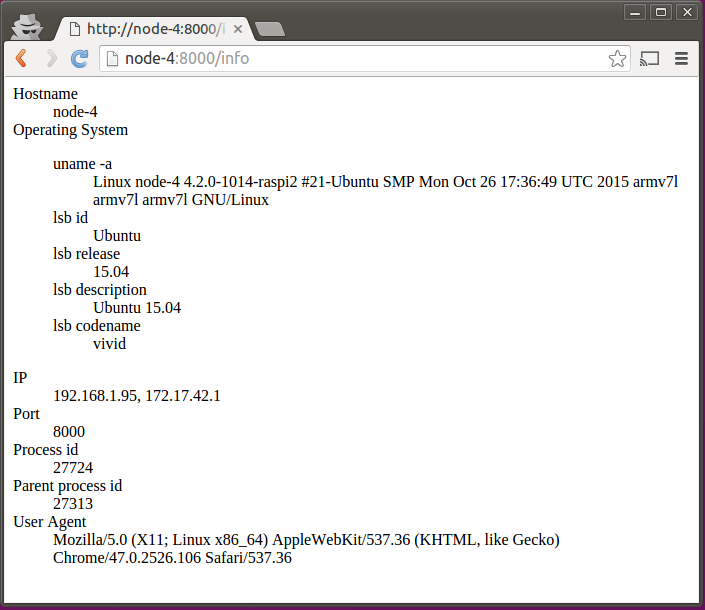 http://node-4:8000/i
node-4:8000/info
Hostname
node-4
Operating System
uname -a
Linux node-4 4.2.0-1014-raspi2 #21-Ubuntu SMP Mon Oct 26 17:36:49 UTC 2015 armv7l
armv7l armv7l GNU/Linux
lsb id
Ubuntu
lsb release
15.04
lsb description
Ubuntu 15.04
lsb codename
vivid
IP
192.168.1.95, 172.17.42.1
Port
8000
Process id
27724
Parent process id
27313
User Agent
Mozilla/5.0 (X11; Linux x86_64) AppleWebKit/537.36 (KHTML, like Gecko)
Chrome/47.0.2526.106 Safari/537.36